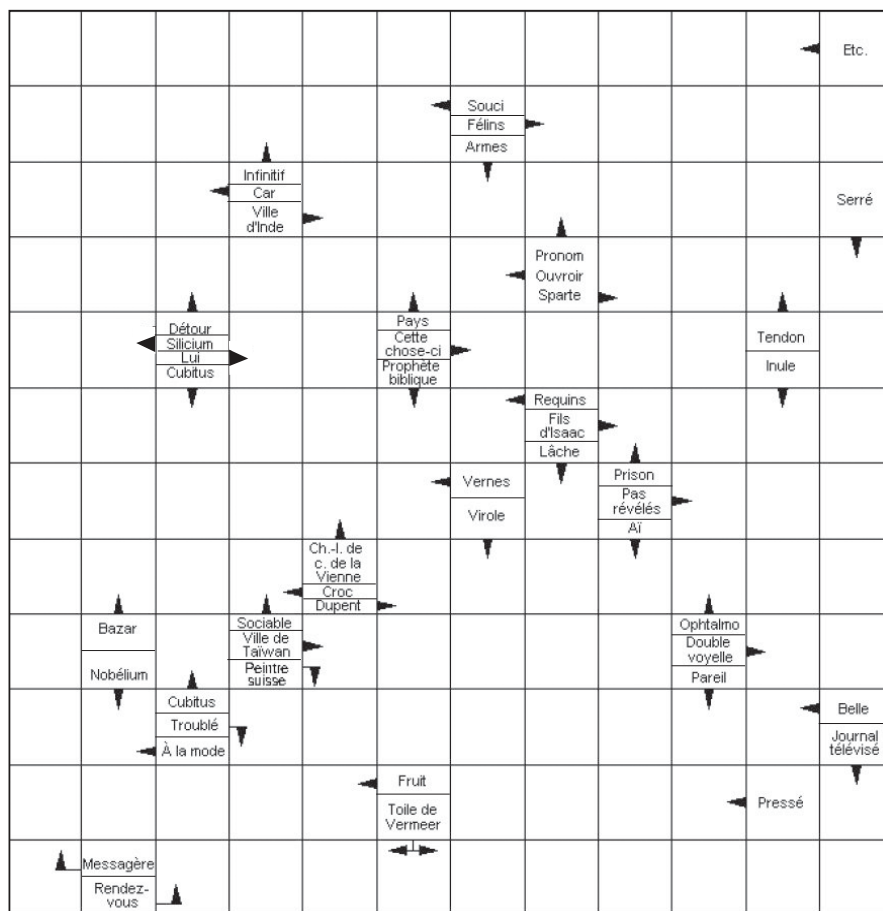 Etc.
Souci
Félins
Armes
Infinitif
Car
Ville
d'Inde
Serré
Pronom
Ouvroir
Sparte
Détour
Silicium
Lui
Cubitus
Pays
Cette
chose-ci
Prophète
biblique
Tendon
Inule
Requins
Fils
d'Isaac
Lâche
Vernes
Virole
Prison
Pas
révélés
Aï
Ch.-l. de
c. de la
Vienne
Croc
Dupent
Bazar
Nobélium
Sociable
Ville de
Taïwan
Peintre
suisse
Ophtalmo
Double
voyelle
Pareil
Cubitus
Troublé
À la mode
Belle
Journal
télévisé
Fruit
Toile de
Vermeer
Pressé
Messagère
Rendez-
vous